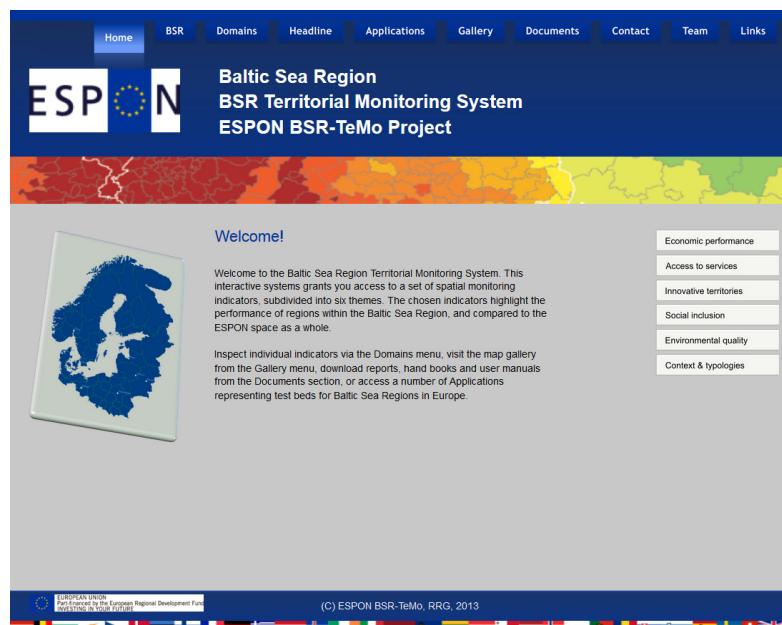 Home BSR Domains Headline Applications Gallery Documents Contact Team Links
ESPON
Baltic Sea Region
BSR Territorial Monitoring System
ESPON BSR-TeMo Project
Welcome!
Welcome to the Baltic Sea Region Territorial Monitoring System. This
interactive systems grants you access to a set of spatial monitoring
indicators, subdivided into six themes. The chosen indicators highlight the
performance of regions within the Baltic Sea Region, and compared to the
ESPON space as a whole.
Inspect individual indicators via the Domains menu, visit the map gallery
from the Gallery menu, download reports, hand books and user manuals
from the Documents section, or access a number of Applications
representing test beds for Baltic Sea Regions in Europe.
Economic performance
Access to services
Innovative territories
Social inclusion
Environmental quality
Context & typologies
EUROPEAN UNION
Part-financed by the European Regional Development Fund
INVESTING IN YOUR FUTURE
(C) ESPON BSR-TeMo, RRG, 2013